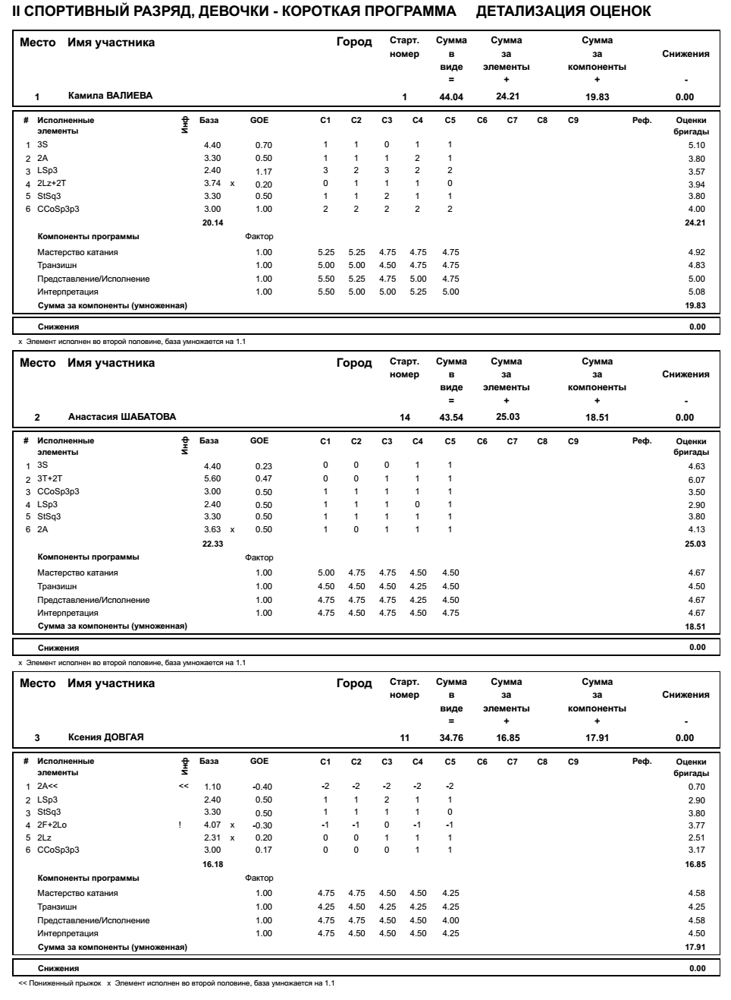 II СПОРТИВНЫЙ РАЗРЯД, ДЕВОЧКИ - КОРОТКАЯ ПРОГРАММА ДЕТАЛИЗАЦИЯ ОЦЕНОК
Место Имя участника Город Старт. Сумма Сумма Сумма
номер в за за Снижения
виде элементы компоненты
= + + -
1 Камила ВАЛИЕВА 1 44.04 24.21 19.83 0.00
# Исполненные Инф База GOE C1 C2 C3 C4 C5 C6 C7 C8 C9 Реф. Оценки
элементы бригады
1 3S 4.40 0.70 1 1 0 1 1 5.10
2 2A 3.30 0.50 1 1 1 2 1 3.80
3 LSp3 2.40 1.17 3 2 3 2 2 3.57
4 2Lz+2T 3.74 x 0.20 0 1 1 1 0 3.94
5 StSq3 3.30 0.50 1 1 2 1 1 3.80
6 CCoSp3p3 3.00 1.00 2 2 2 2 2 4.00
20.14 24.21
Компоненты программы Фактор
Мастерство катания 1.00 5.25 5.25 4.75 4.75 4.75 4.92
Транзишн 1.00 5.00 5.00 4.50 4.75 4.75 4.83
Представление/Исполнение 1.00 5.50 5.25 4.75 5.00 4.75 5.00
Интерпретация 1.00 5.50 5.00 5.00 5.25 5.00 5.08
Сумма за компоненты (умноженная) 19.83
Снижения 0.00
x Элемент исполнен во второй половине, база умножается на 1.1
Место Имя участника Город Старт. Сумма Сумма Сумма
номер в за за Снижения
виде элементы компоненты
= + + -
2 Анастасия ШАБАТОВА 14 43.54 25.03 18.51 0.00
# Исполненные Инф База GOE C1 C2 C3 C4 C5 C6 C7 C8 C9 Реф. Оценки
элементы бригады
1 3S 4.40 0.23 0 0 0 1 1 4.63
2 3T+2T 5.60 0.47 0 0 1 1 1 6.07
3 CCoSp3p3 3.00 0.50 1 1 1 1 1 3.50
4 LSp3 2.40 0.50 1 1 1 0 1 2.90
5 StSq3 3.30 0.50 1 1 1 1 1 3.80
6 2A 3.63 x 0.50 1 0 1 1 1 4.13
22.33 25.03
Компоненты программы Фактор
Мастерство катания 1.00 5.00 4.75 4.75 4.50 4.50 4.67
Транзишн 1.00 4.50 4.50 4.50 4.25 4.50 4.50
Представление/Исполнение 1.00 4.75 4.75 4.75 4.25 4.50 4.67
Интерпретация 1.00 4.75 4.50 4.75 4.50 4.75 4.67
Сумма за компоненты (умноженная) 18.51
Снижения 0.00
x Элемент исполнен во второй половине, база умножается на 1.1
Место Имя участника Город Старт. Сумма Сумма Сумма
номер в за за Снижения
виде элементы компоненты
= + + -
3 Ксения ДОВГАЯ 11 34.76 16.85 17.91 0.00
# Исполненные Инф База GOE C1 C2 C3 C4 C5 C6 C7 C8 C9 Реф. Оценки
элементы бригады
1 2A<< << 1.10 -0.40 -2 -2 -2 -2 -2 0.70
2 LSp3 2.40 0.50 1 1 2 1 1 2.90
3 StSq3 3.30 0.50 1 1 1 1 0 3.80
4 2F+2Lo ! 4.07 x -0.30 -1 -1 0 -1 -1 3.77
5 2Lz 2.31 x 0.20 0 0 1 1 1 2.51
6 CCoSp3p3 3.00 0.17 0 0 0 1 1 3.17
16.18 16.85
Компоненты программы Фактор
Мастерство катания 1.00 4.75 4.75 4.50 4.50 4.25 4.58
Транзишн 1.00 4.25 4.50 4.25 4.25 4.25 4.25
Представление/Исполнение 1.00 4.75 4.75 4.50 4.50 4.00 4.58
Интерпретация 1.00 4.75 4.50 4.50 4.50 4.25 4.50
Сумма за компоненты (умноженная) 17.91
Снижения 0.00
<< Пониженный прыжок x Элемент исполнен во второй половине, база умножается на 1.1